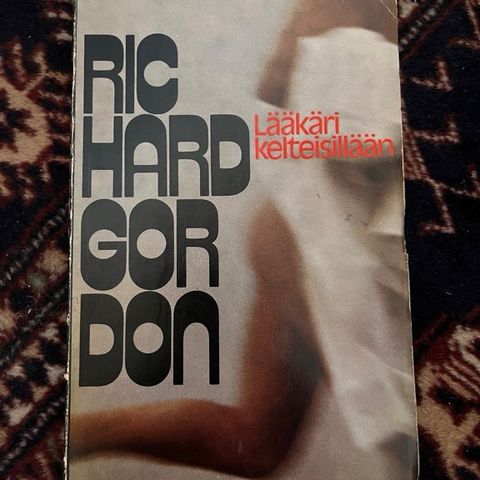 RIC
HARD
GOR
DON
Lääkäri
kelteisillään